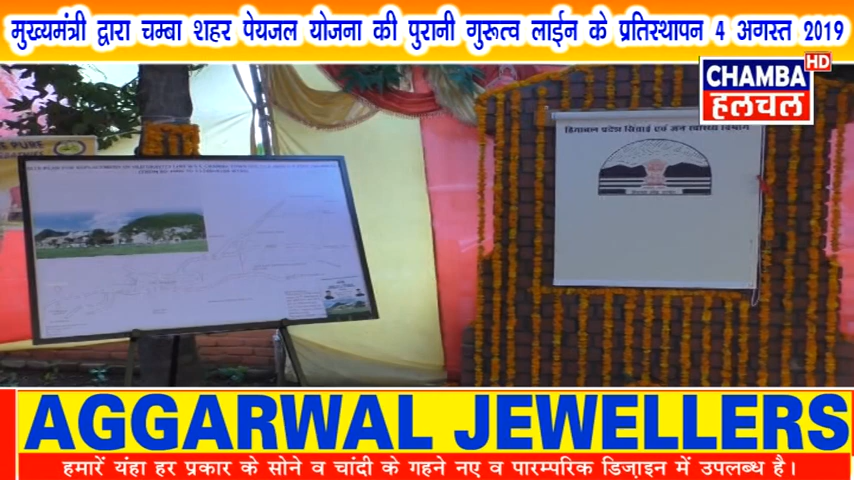 मुख्यमंत्री द्वारा चम्बा शहर पेयजल योजना की पुरानी गुरूत्व लाईन के प्रतिस्थापन 4 अगस्त 2019
CHAMBA HD
हलचल
हिमाचल प्रदेश सिंचाई एवं जन स्वास्थ्य विभाग
PURE
AGGARWAL JEWELLERS
हमारें यंहा हर प्रकार के सोने व चांदी के गहने नए व पारम्परिक डिज़ाइन में उपलब्ध है।